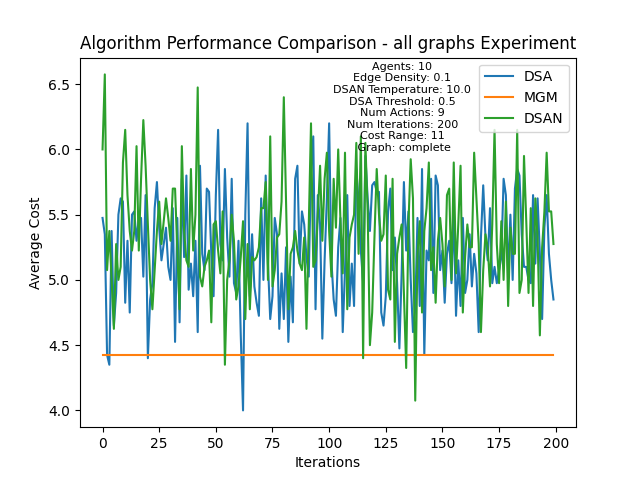 Algorithm Performance Comparison - all graphs Experiment
Agents: 10
Edge Density: 0.1
DSAN Temperature: 10.0
DSA Threshold: 0.5
Num Actions: 9
Num Iterations: 200
Cost Range: 11
Graph: complete
DSA
MGM
DSAN
Average Cost
6.5
6.0
5.5
5.0
4.5
4.0
0 25 50 75 100 125 150 175 200
Iterations